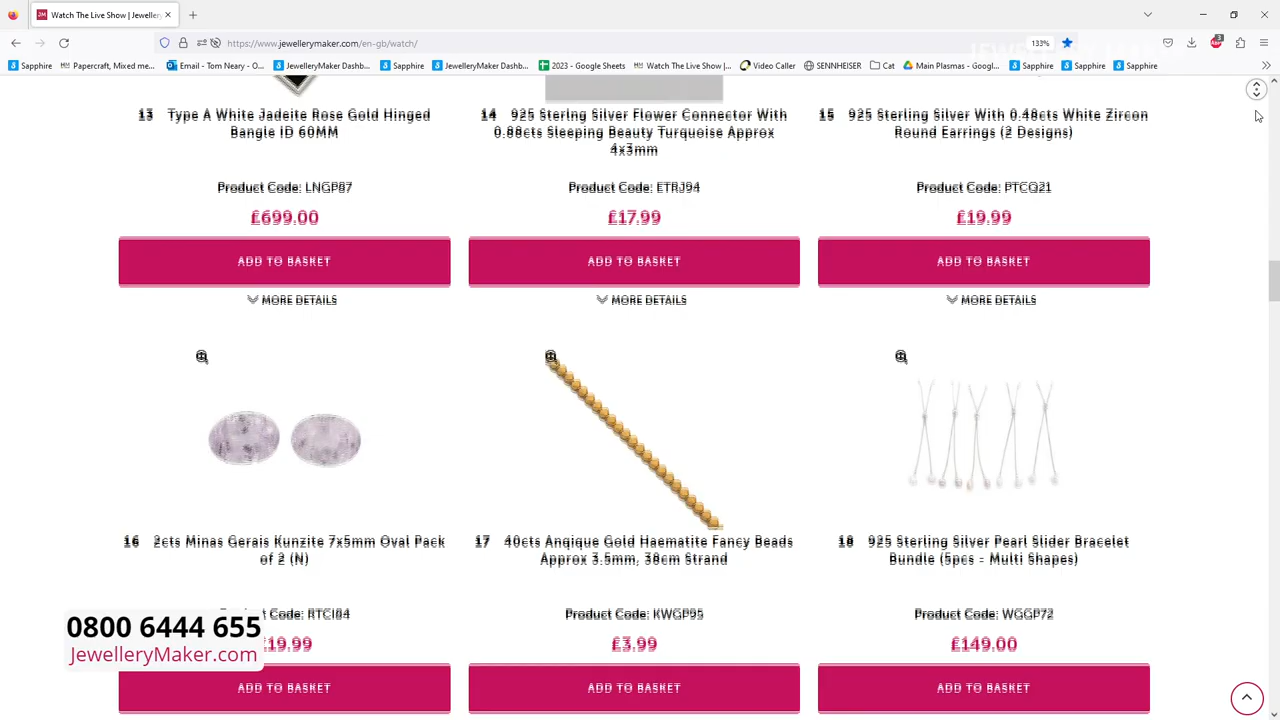 Watch The Live Show | Jeweller
https://www.jewellerymaker.com/en-gb/watch/
133%
3
Sapphire
Papercraft, Mixed me...
Email - Tom Neary - O...
JewelleryMaker Dashb...
Sapphire
JewelleryMaker Dashb...
2023 - Google Sheets
Watch The Live Show |...
Video Caller
SENNHEISER
Cat
Main Plasmas - Googl...
Sapphire
Sapphire
Sapphire
13 Type A White Jadeite Rose Gold Hinged
Bangle ID 60MM
Product Code: LNGP87
£699.00
ADD TO BASKET
MORE DETAILS
14 925 Sterlng Silver Flower Connector With
0.88cts Sleeping Beauty Turquoise Approx
4x3mm
Product Code: ETRJ94
£17.99
ADD TO BASKET
MORE DETAILS
15 925 Sterling Silver With 0.48cts White Zircon
Round Earrings (2 Designs)
Product Code: PTCQ21
£19.99
ADD TO BASKET
MORE DETAILS
16 2cts Minas Gerais Kunzite 7x5mm Oval Pack
of 2 (N)
ct Code: RTCI84
£19.99
ADD TO BASKET
17 40cts Anqique Gold Haematite Fancy Beads
Approx 3.5mm, 38cm Strand
Product Code: KWGP95
£3.99
ADD TO BASKET
18 925 Sterling Silver Pearl Slider Bracelet
Bundle (5pcs - Multi Shapes)
Product Code: WGGP72
£149.00
ADD TO BASKET
0800 6444 655
JewelleryMaker.com